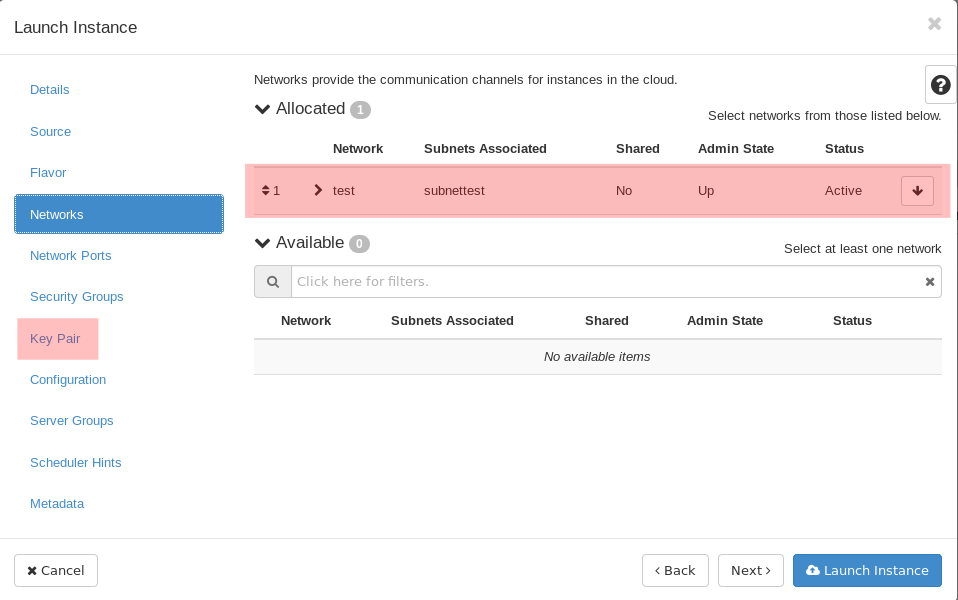 Launch Instance
Details
Source
Flavor
Networks
Network Ports
Security Groups
Key Pair
Configuration
Server Groups
Scheduler Hints
Metadata
Networks provide the communication channels for instances in the cloud.
Allocated 1
Select networks from those listed below.
Network Subnets Associated Shared Admin State Status
1 test subnettest No Up Active
Available 0
Select at least one network
Click here for filters.
Network Subnets Associated Shared Admin State Status
No available items
Cancel
Back
Next
Launch Instance